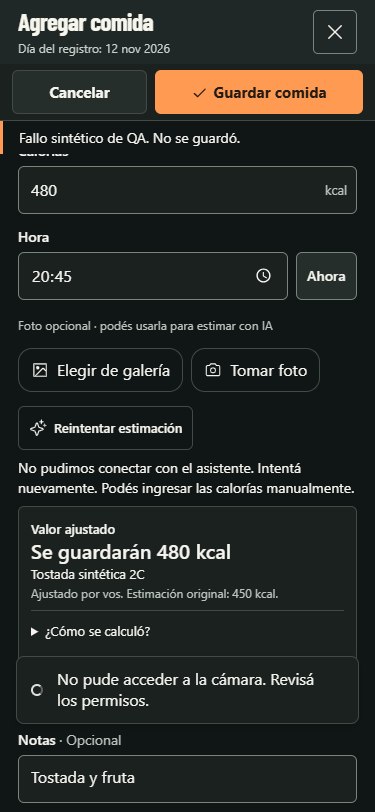 Agregar comida
Día del registro: 12 nov 2026
Cancelar
Guardar comida
Fallo sintético de QA. No se guardó.
Calorías
480
kcal
Hora
20:45
Ahora
Foto opcional · podés usarla para estimar con IA
Elegir de galería
Tomar foto
Reintentar estimación
No pudimos conectar con el asistente. Intentá
nuevamente. Podés ingresar las calorías manualmente.
Valor ajustado
Se guardarán 480 kcal
Tostada sintética 2C
Ajustado por vos. Estimación original: 450 kcal.
¿Cómo se calculó?
No pude acceder a la cámara. Revisá
los permisos.
Notas · Opcional
Tostada y fruta